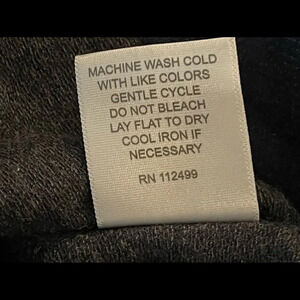 MACHINE WASH COLD
WITH LIKE COLORS
GENTLE CYCLE
DO NOT BLEACH
LAY FLAT TO DRY
COOL IRON IF
NECESSARY
RN 112499